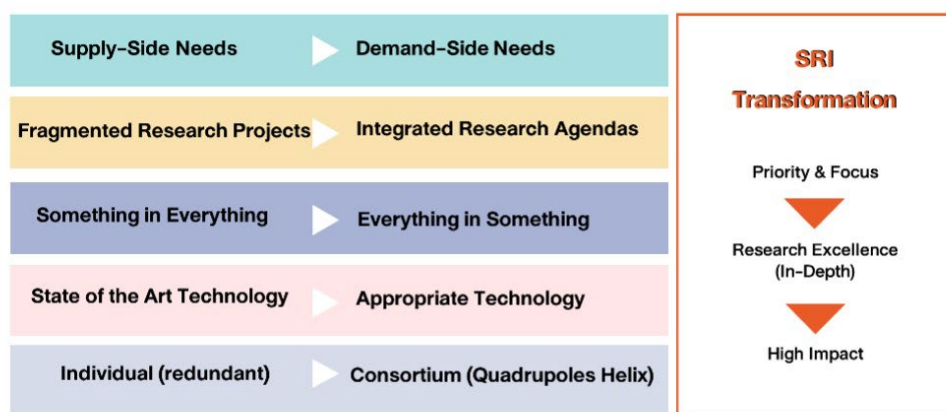 Supply-Side Needs
Demand-Side Needs
Fragmented Research Projects
Integrated Research Agendas
Something in Everything
Everything in Something
State of the Art Technology
Appropriate Technology
Individual (redundant)
Consortium (Quadrupoles Helix)
SRI
Transformation
Priority & Focus
Research Excellence
(In-Depth)
High Impact